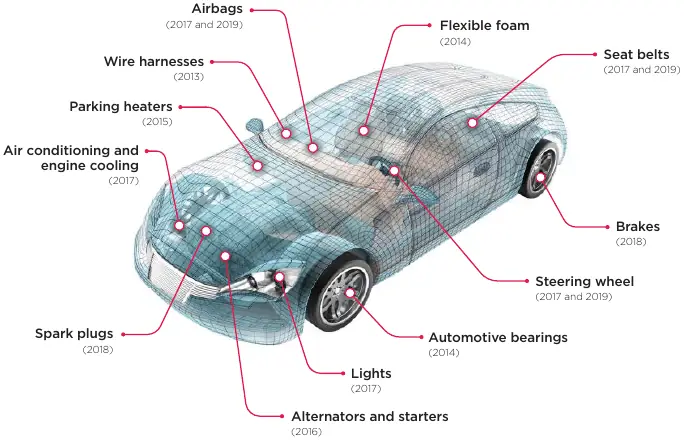 Airbags
(2017 and 2019)
Flexible foam
(2014)
Wire harnesses
(2013)
Seat belts
(2017 and 2019)
Parking heaters
(2015)
Air conditioning and
engine cooling
(2017)
Brakes
(2018)
Steering wheel
(2017 and 2019)
Spark plugs
(2018)
Automotive bearings
(2014)
Lights
(2017)
Alternators and starters
(2016)